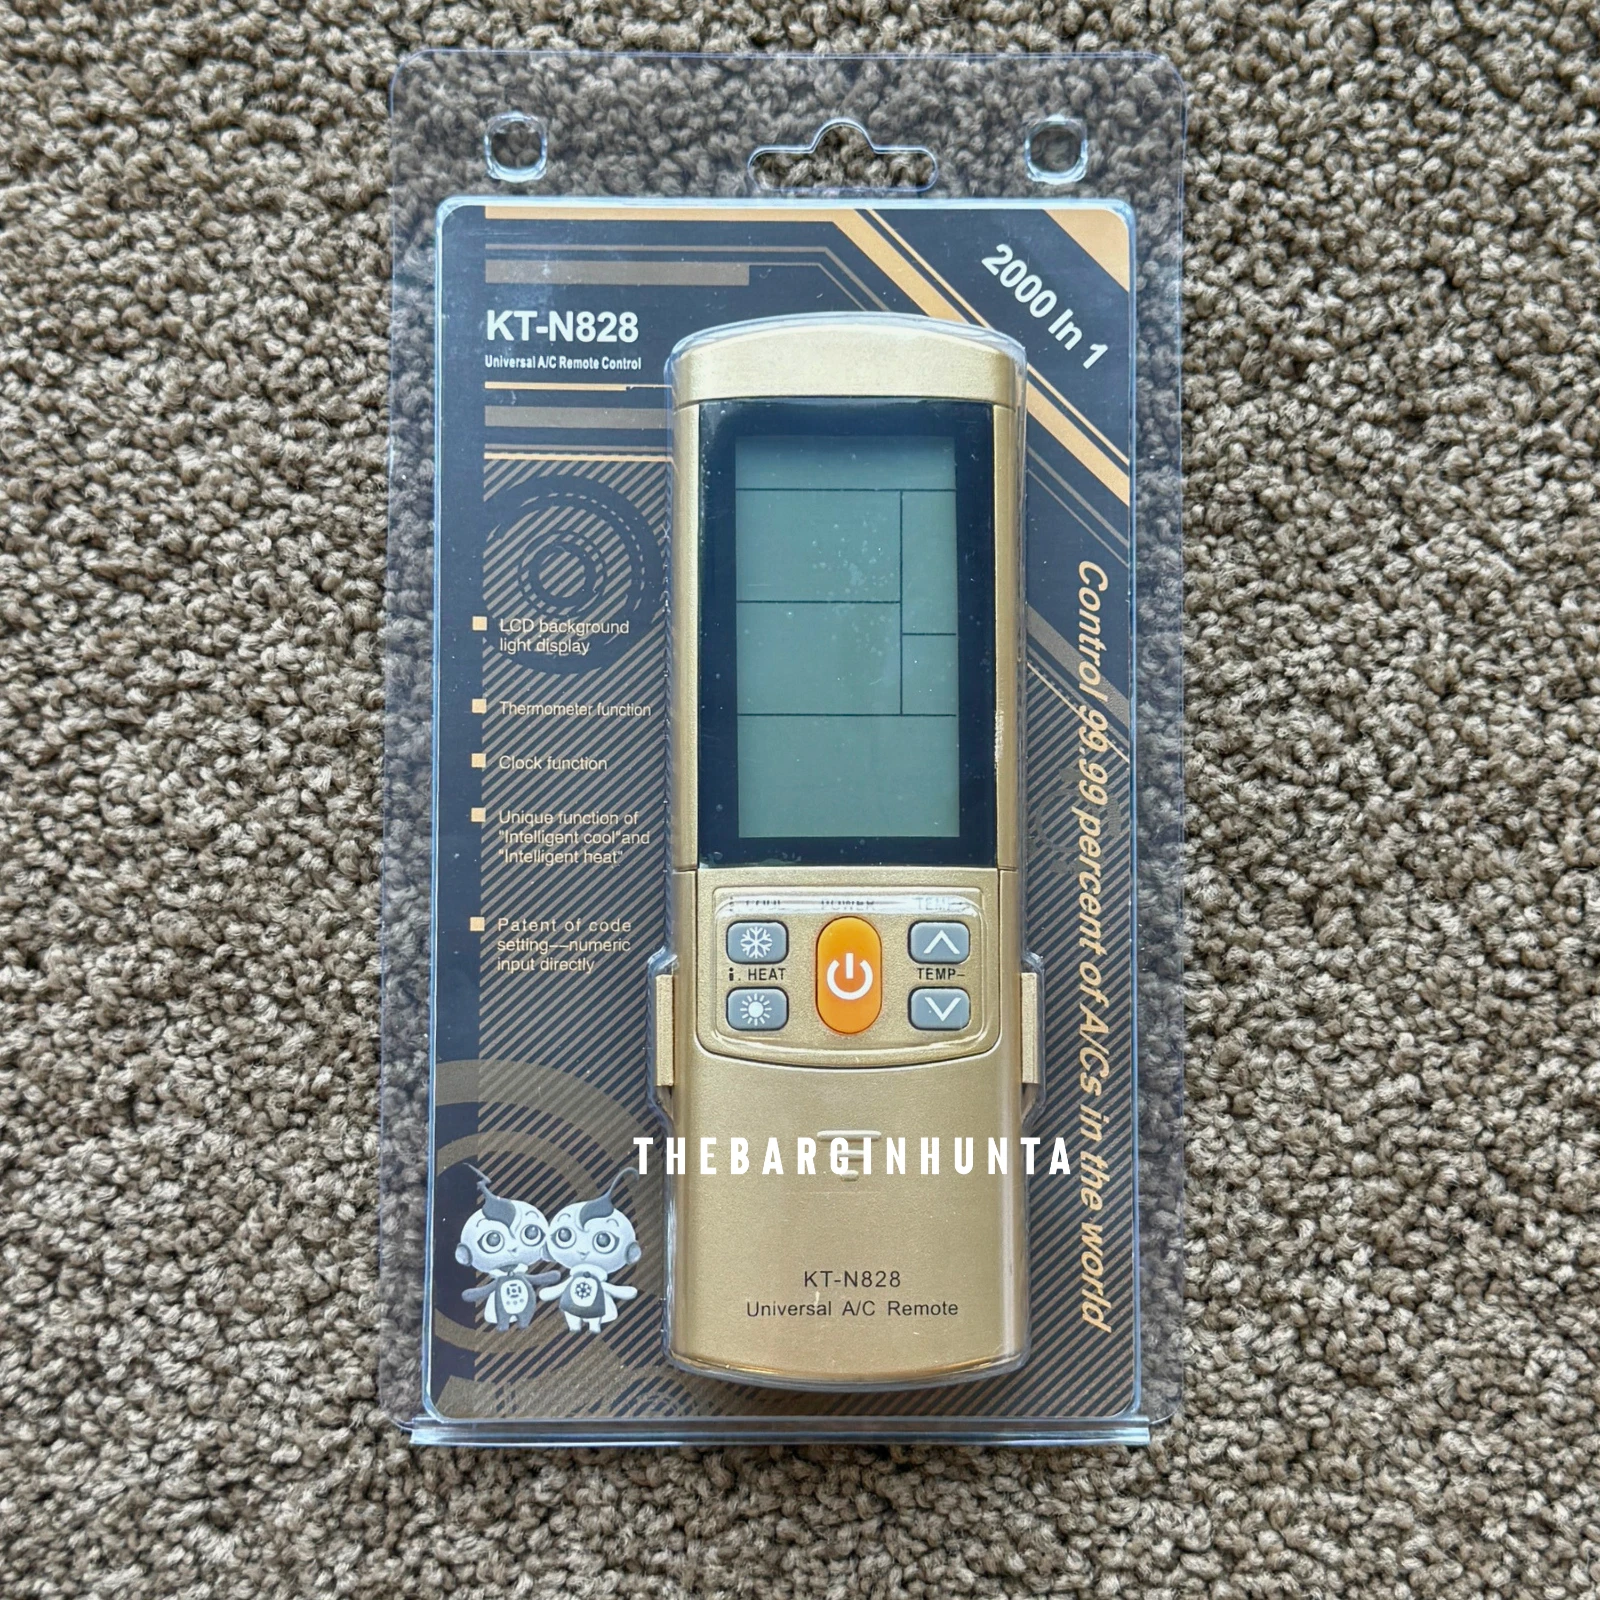 2000 In 1
KT-N828
Universal A/C Remote Control
LCD background
light display
Thermometer function
Clock function
Unique function of
"Intelligent cool"and
"Intelligent heat"
Patent of code
setting---numeric
input directly
Control 99.99 percent of A/Cs in the world
i. COOL POWER TEMP+
i. HEAT TEMP-
THEBARGINHUNTA
KT-N828
Universal A/C Remote